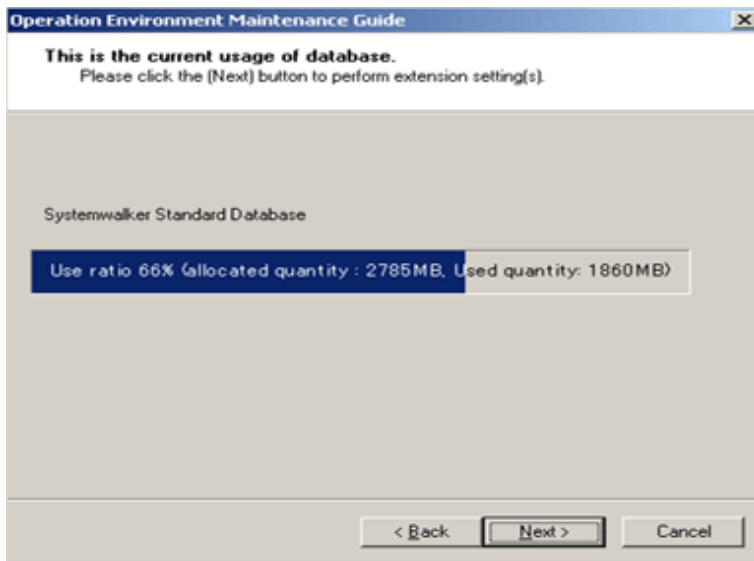 Operation Environment Maintenance Guide
This is the current usage of database.
Please click the (Next) button to perform extension setting(s).
Systemwalker Standard Database
Use ratio 66% (allocated quantity : 2785MB, Used quantity: 1860MB)
< Back Next > Cancel